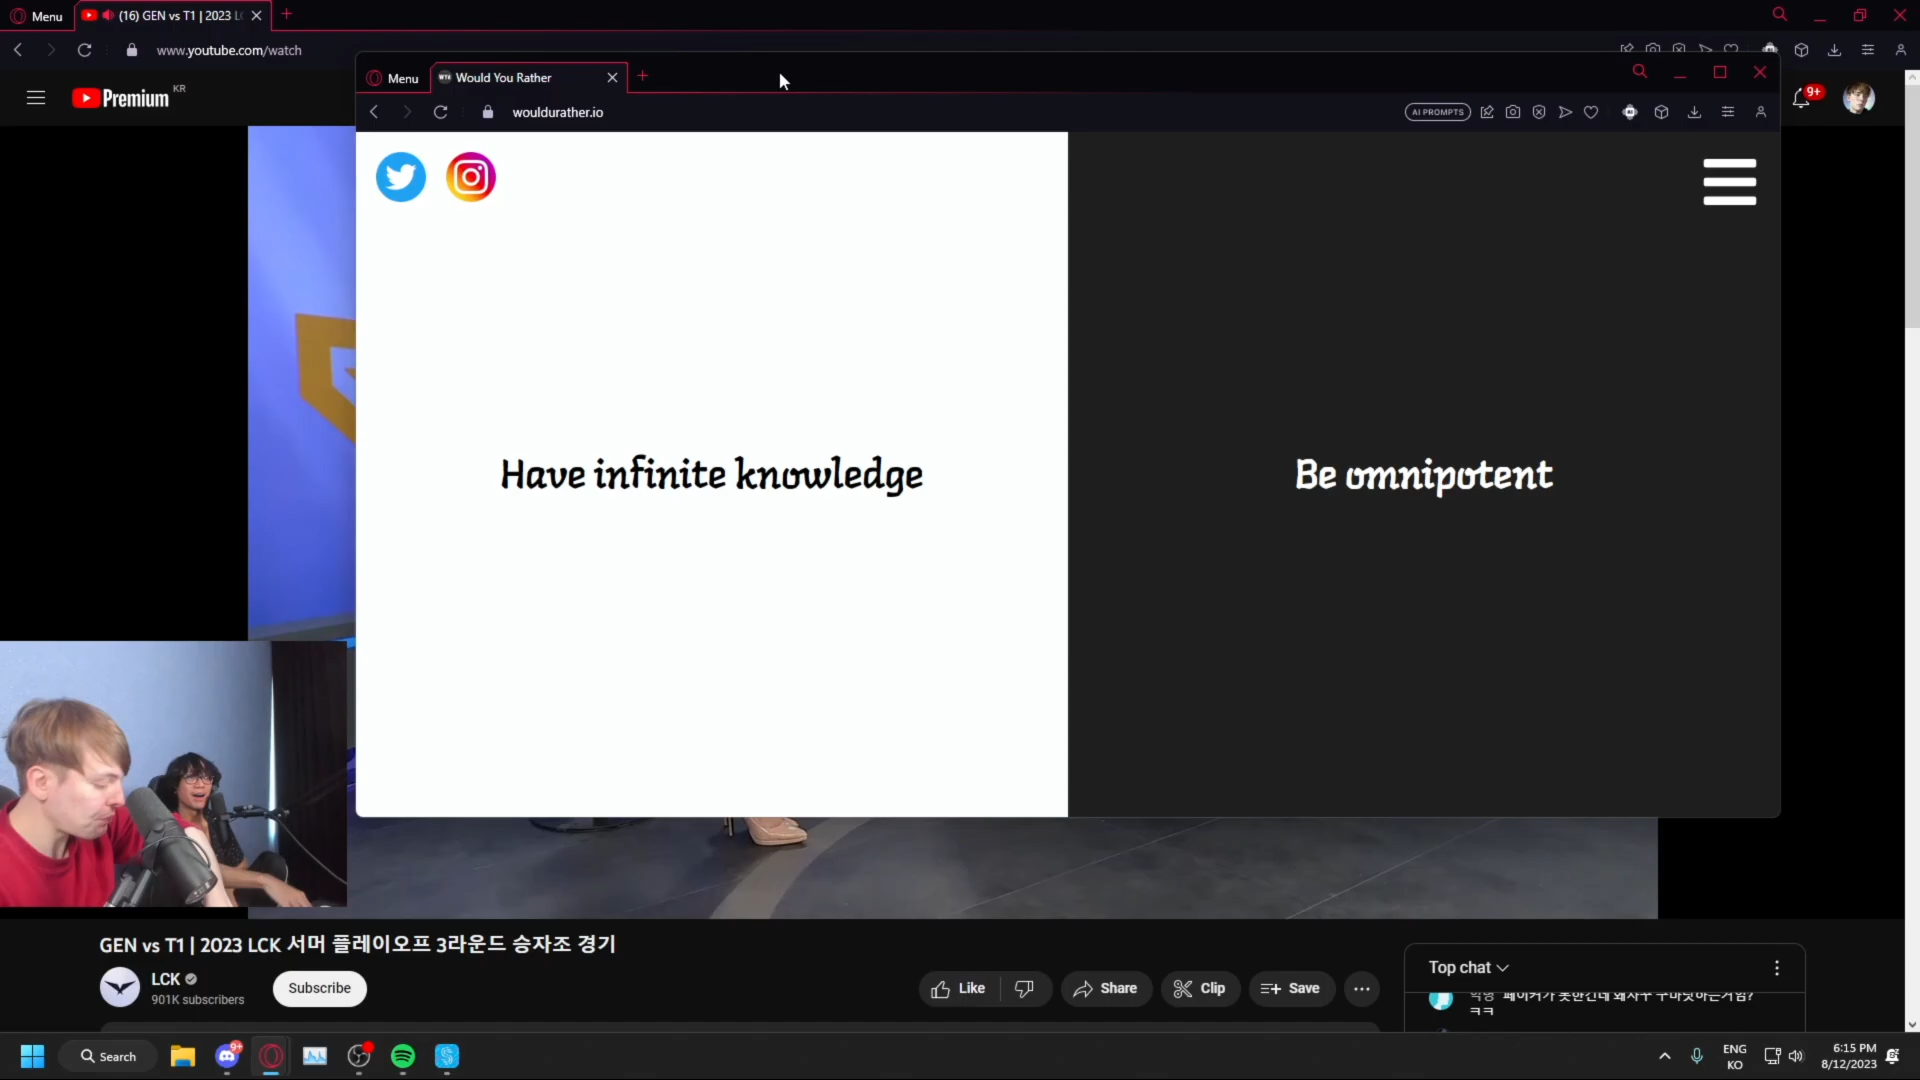 Menu
(16) GEN vs T1 | 2023 L
www.youtube.com/watch
Premium KR
9+
Menu
Would You Rather
wouldurather.io
AI PROMPTS
Have infinite knowledge
Be omnipotent
GEN vs T1 | 2023 LCK 서머 플레이오프 3라운드 승자조 경기
LCK
901K subscribers
Subscribe
Like
Share
Clip
Save
Top chat
ㅋㅋ
Search
9+
ENG
KO
6:15 PM
8/12/2023